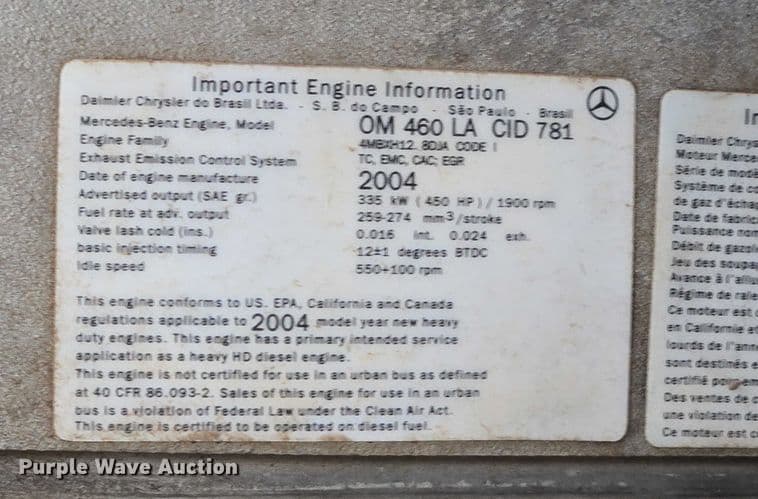 Important Engine Information
Daimler Chrysler do Brasil Ltda. - S. B. do Campo - São Paulo - Brasil
Mercedes-Benz Engine, Model OM 460 LA CID 781
Engine Family 4MBXH12.8DJA CODE I
Exhaust Emission Control System TC, EMC, CAC; EGR
Date of engine manufacture 2004
Advertised output (SAE gr.) 335 kW (450 HP) / 1900 rpm
Fuel rate at adv. output 259-274 mm³/stroke
Valve lash cold (ins.) 0.016 int. 0.024 exh.
basic injection timing 12±1 degrees BTDC
Idle speed 550+100 rpm
This engine conforms to US. EPA, California and Canada
regulations applicable to 2004 model year new heavy
duty engines. This engine has a primary intended service
application as a heavy HD diesel engine.
This engine is not certified for use in an urban bus as defined
at 40 CFR 86.093-2. Sales of this engine for use in an urban
bus is a violation of Federal Law under the Clean Air Act.
This engine is certified to be operated on diesel fuel.
In
Daimler Chrys
Moteur Merce
Série de modè
Système de co
de gaz d'échap
Date de fabric
Puissance nom
Débit de gazol
Jeu des soupap
Avance à l'allu
Régime de rale
Ce moteur est c
en Californie et
lourds de l'ann
sont destinés e
certifié pour em
Des ventes de c
une violation de
Ce moteur est c
Purple Wave Auction